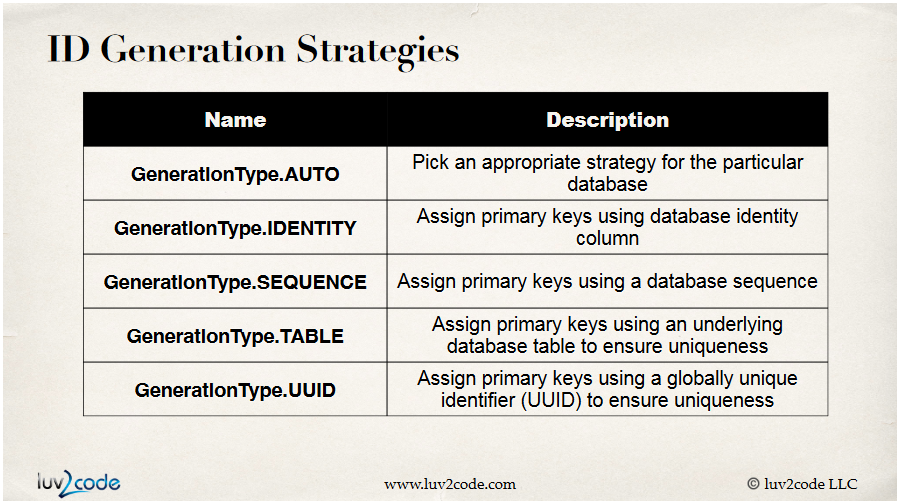 ID Generation Strategies
Name
Description
GenerationType.AUTO
Pick an appropriate strategy for the particular
database
GenerationType.IDENTITY
Assign primary keys using database identity
column
GenerationType.SEQUENCE
Assign primary keys using a database sequence
GenerationType.TABLE
Assign primary keys using an underlying
database table to ensure uniqueness
GenerationType.UUID
Assign primary keys using a globally unique
identifier (UUID) to ensure uniqueness
luv2code
www.luv2code.com
© luv2code LLC